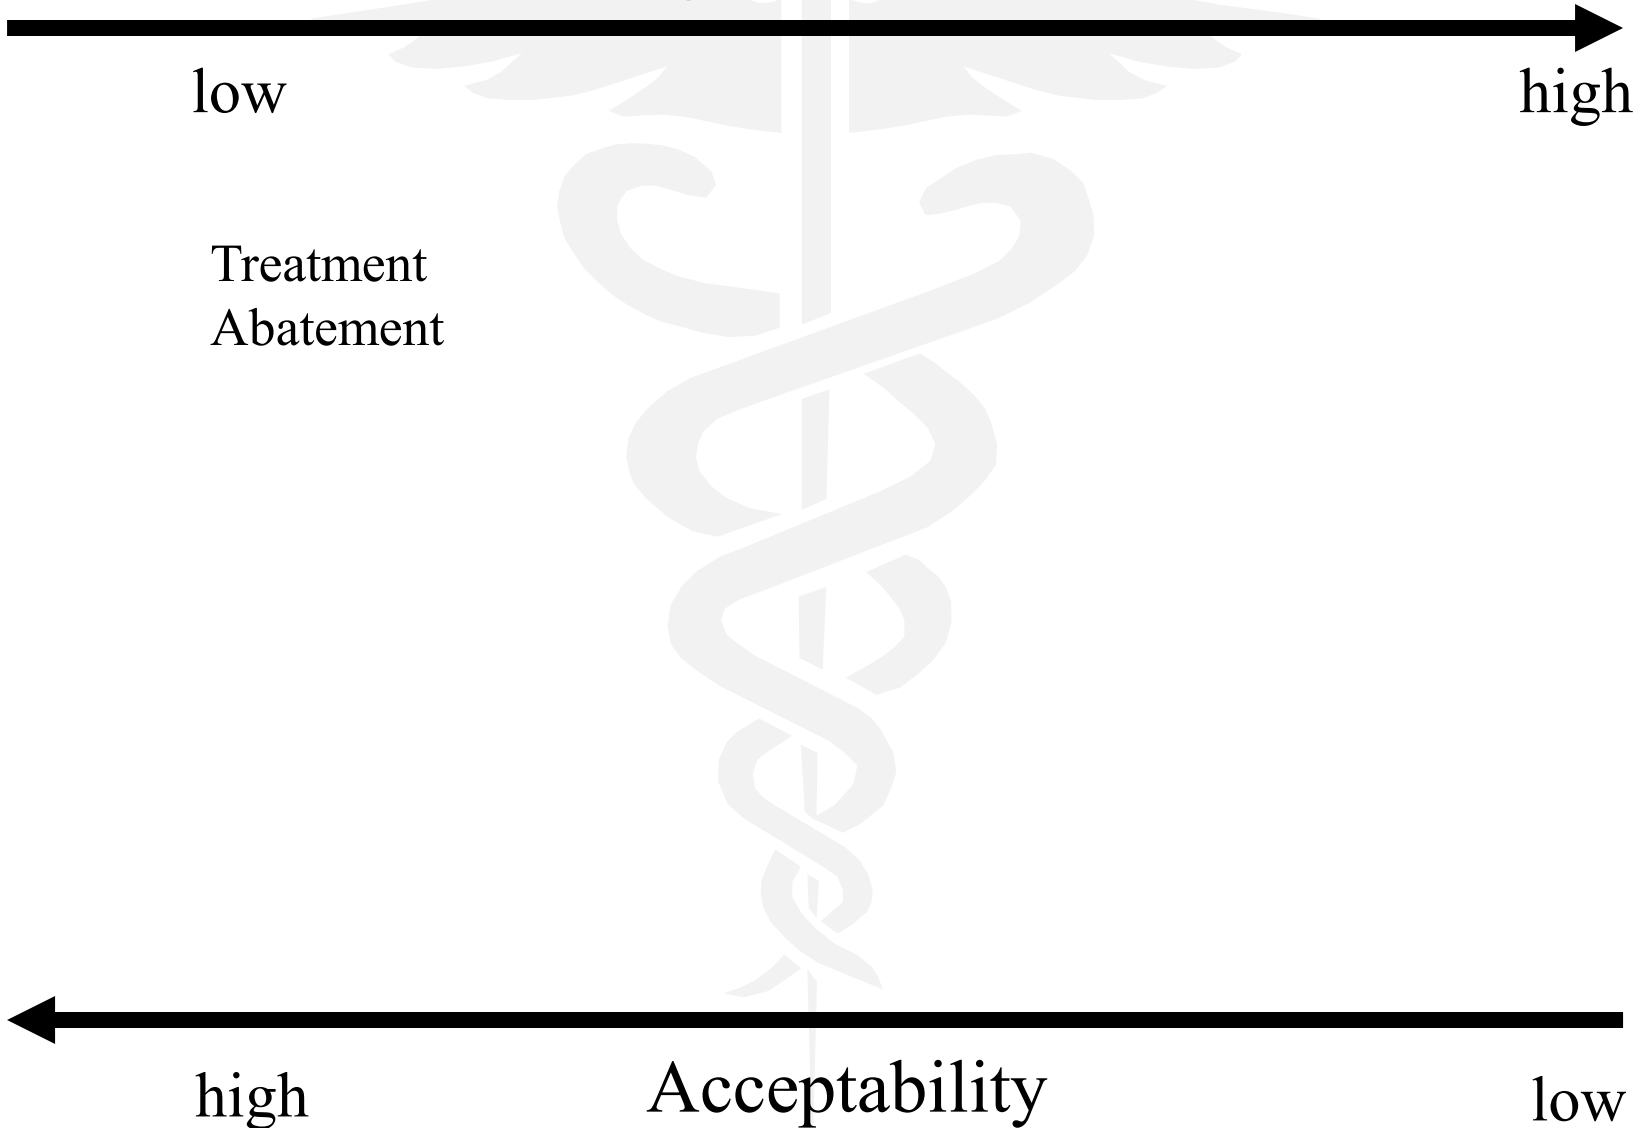 low high
Treatment
Abatement
Acceptability
high low